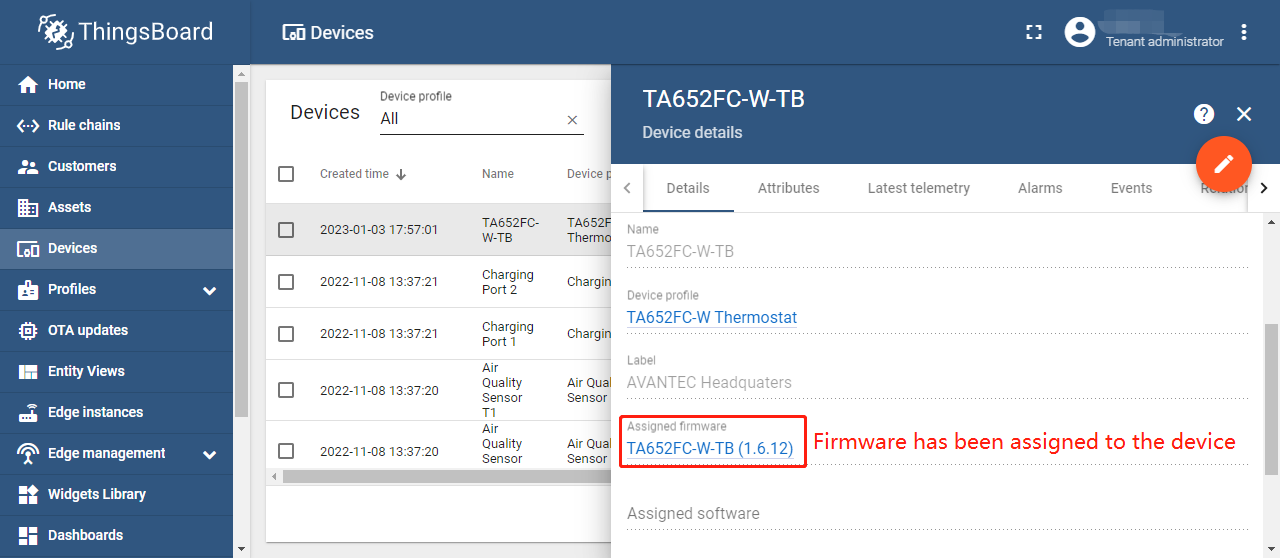 ThingsBoard
Devices
Tenant administrator
Home
Rule chains
Customers
Assets
Devices
Profiles
OTA updates
Entity Views
Edge instances
Edge management
Widgets Library
Dashboards
Devices
Device profile
All
Created time
Name
Device p
2023-01-03 17:57:01
TA652FC-
W-TB
TA652F
Thermo
2022-11-08 13:37:21
Charging
Port 2
Chargin
2022-11-08 13:37:21
Charging
Port 1
Chargin
2022-11-08 13:37:20
Air
Quality
Sensor
T1
Air Qua
Sensor
2022-11-08 13:37:20
Air
Quality
Sensor
Air Qua
Sensor
TA652FC-W-TB
Device details
Details
Attributes
Latest telemetry
Alarms
Events
Relation
Name
TA652FC-W-TB
Device profile
TA652FC-W Thermostat
Label
AVANTEC Headquaters
Assigned firmware
TA652FC-W-TB (1.6.12)
Firmware has been assigned to the device
Assigned software